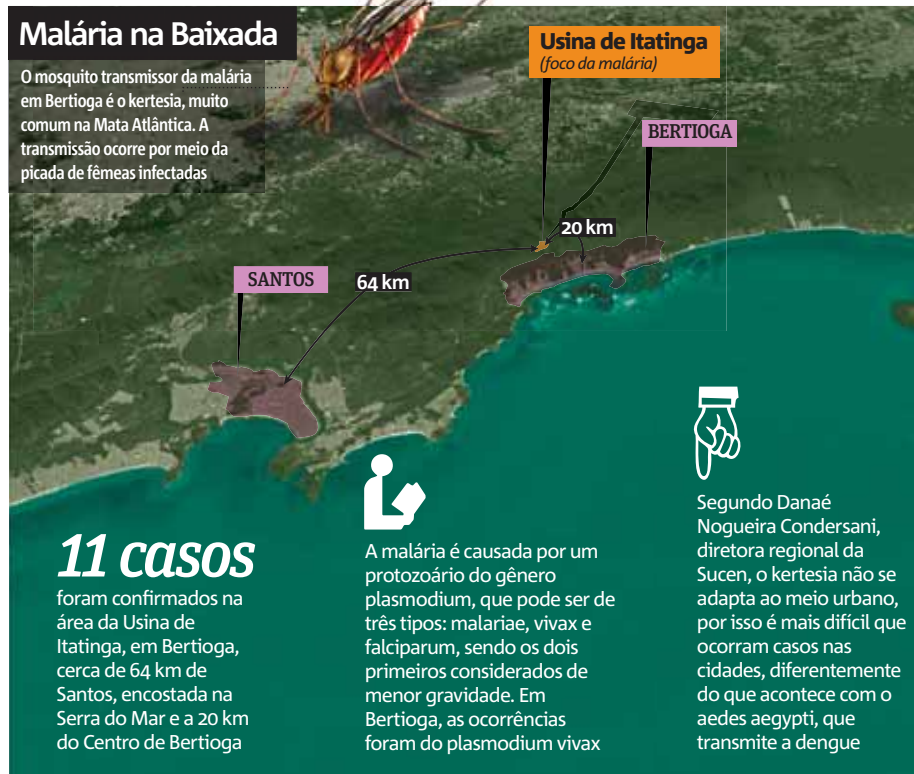 Malária na Baixada
O mosquito transmissor da malária
em Bertioga é o kertesia, muito
comum na Mata Atlântica. A
transmissão ocorre por meio da
picada de fêmeas infectadas
Usina de Itatinga
(foco da malária)
BERTIOGA
20 km
SANTOS
64 km
11 casos
foram confirmados na
área da Usina de
Itatinga, em Bertioga,
cerca de 64 km de
Santos, encostada na
Serra do Mar e a 20 km
do Centro de Bertioga
A malária é causada por um
protozoário do gênero
plasmodium, que pode ser de
três tipos: malariae, vivax e
falciparum, sendo os dois
primeiros considerados de
menor gravidade. Em
Bertioga, as ocorrências
foram do plasmodium vivax
Segundo Danaé
Nogueira Condersani,
diretora regional da
Sucen, o kertesia não se
adapta ao meio urbano,
por isso é mais difícil que
ocorram casos nas
cidades, diferentemente
do que acontece com o
aedes aegypti, que
transmite a dengue